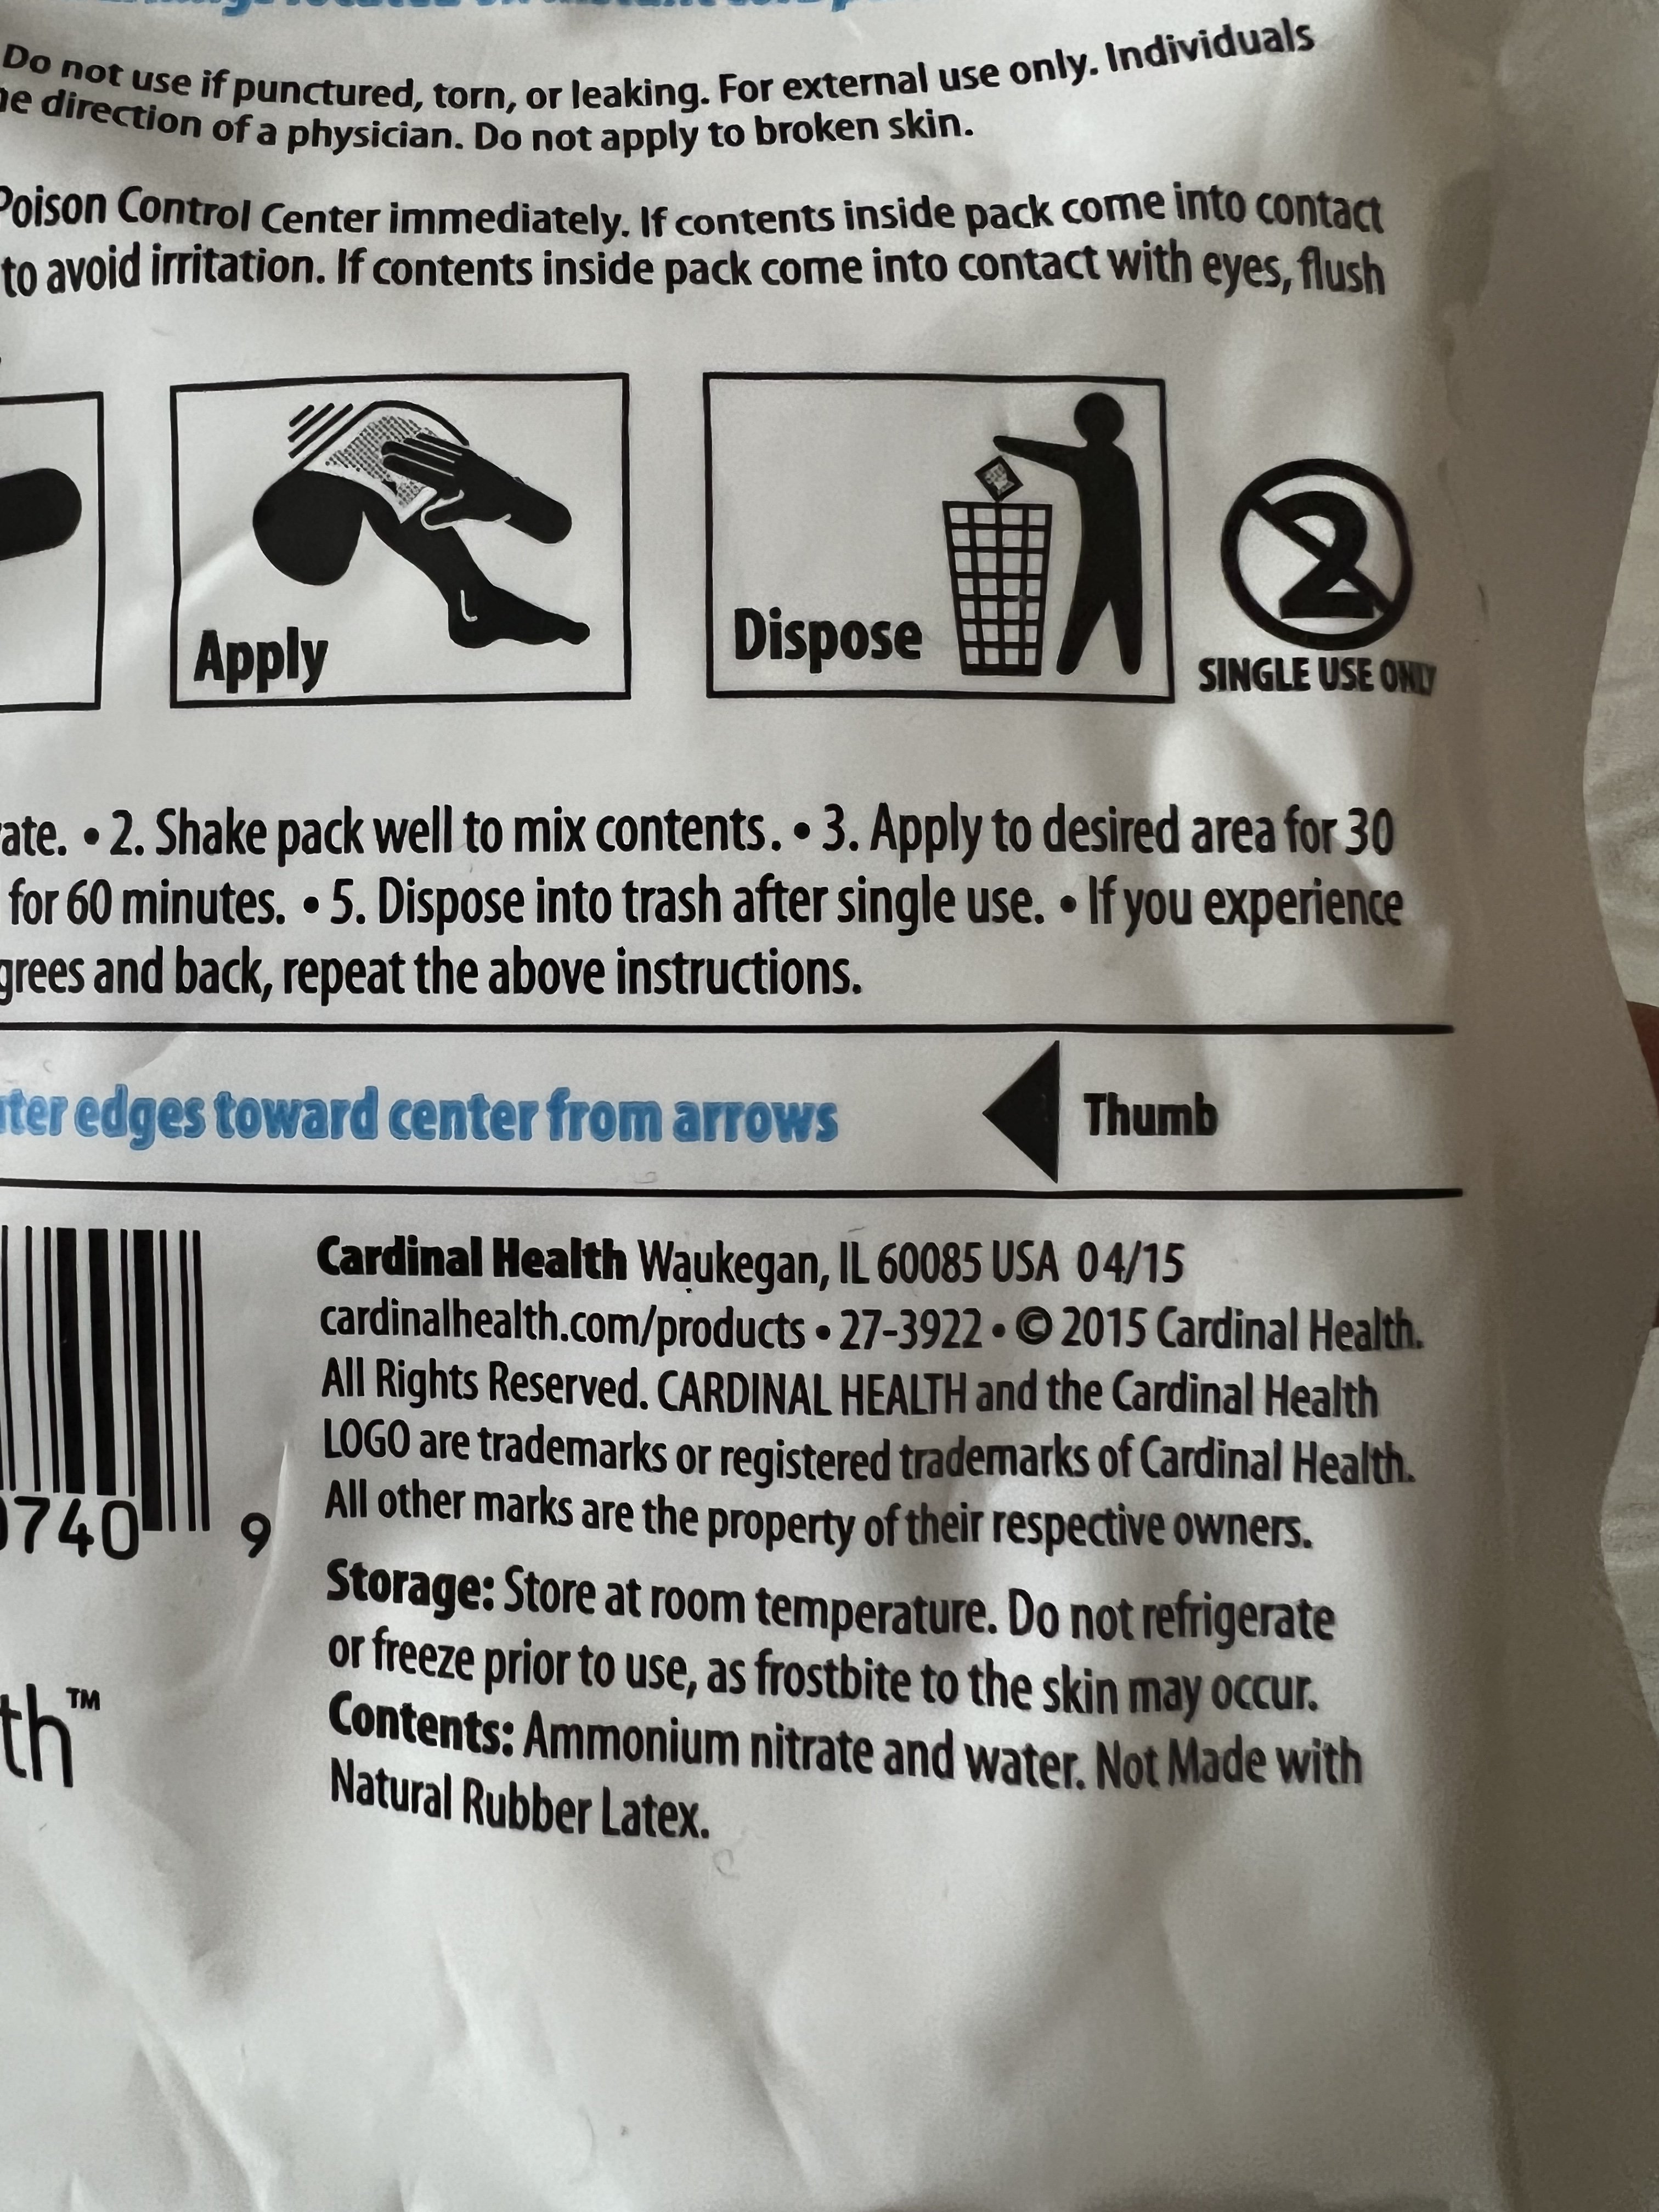 Do not use if punctured, torn, or leaking. For external use only. Individuals
direction of a physician. Do not apply to broken skin.
Poison Control Center immediately. If contents inside pack come into contact
to avoid irritation. If contents inside pack come into contact with eyes, flush
Apply
Dispose
2
SINGLE USE ONLY
2. Shake pack well to mix contents. • 3. Apply to desired area for 30
for 60 minutes. • 5. Dispose into trash after single use. • If you experience
and back, repeat the above instructions.
edges toward center from arrows
Thumb
Cardinal Health Waukegan, IL 60085 USA 04/15
cardinalhealth.com/products • 27-3922 • © 2015 Cardinal Health.
All Rights Reserved. CARDINAL HEALTH and the Cardinal Health
LOGO are trademarks or registered trademarks of Cardinal Health.
All other marks are the property of their respective owners.
740 9
Storage: Store at room temperature. Do not refrigerate
or freeze prior to use, as frostbite to the skin may occur.
Contents: Ammonium nitrate and water. Not Made with
Natural Rubber Latex.
th™